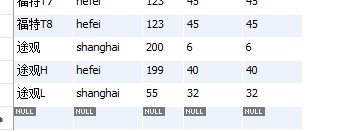 福特T7 hefei 123 45 45
福特T8 hefei 123 45 45
途观 shanghai 200 6 6
途观H hefei 199 40 40
途观L shanghai 55 32 32
NULL NULL NULL NULL NULL